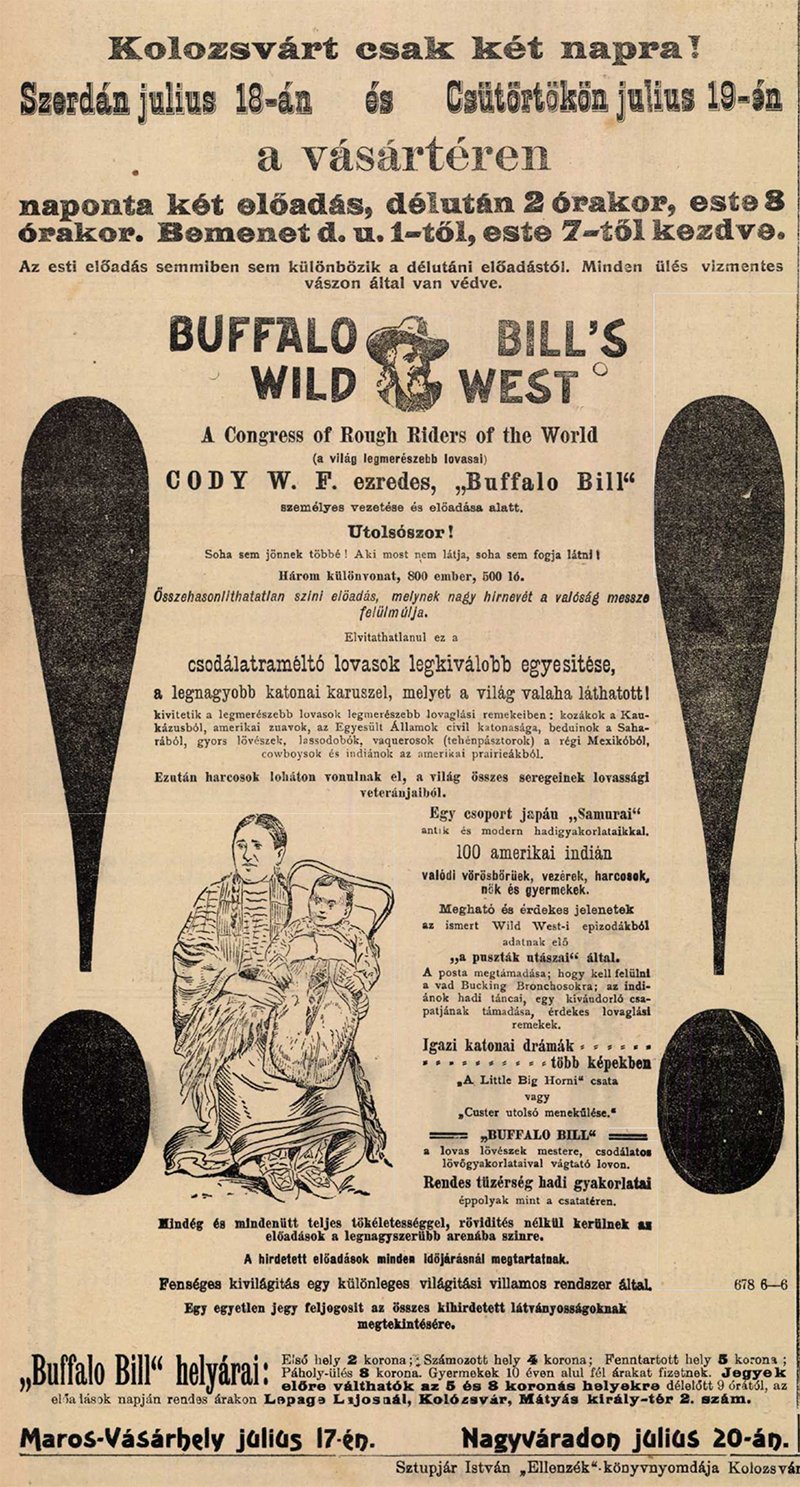 Kolozsvárt csak két napra!
Szerdán julius 18-án és Csütörtökön julius 19-én
a vásártéren
naponta két előadás, délután 2 órakor, este 8
órakor. Bemenet d. u. 1-től, este 7-től kezdve.
Az esti előadás semmiben sem különbözik a délutáni előadástól. Minden ülés vizmentes
vászon által van védve.
BUFFALO BILL'S
WILD WEST
A Congress of Rough Riders of the World
(a világ legmerészebb lovasai)
CODY W. F. ezredes, „Buffalo Bill“
személyes vezetése és előadása alatt.
Utolsószor!
Soha sem jönnek többé! Aki most nem látja, soha sem fogja látni!
Három különvonat, 800 ember, 500 ló.
Összehasonlithatatlan szini előadás, melynek nagy hirnevét a valóság messze
felülmúlja.
Elvitathatlanul ez a
csodálatraméltó lovasok legkiválobb egyesitése,
a legnagyobb katonai karuszel, melyet a világ valaha láthatott!
kivitetik a legmerészebb lovasok legmerészebb lovaglási remekeiben: kozákok a Kau-
kázusból, amerikai zuavok, az Egyesült Államok civil katonasága, beduinok a Saha-
rából, gyors lövészek, lassodobók, vaquerosok (tehénpásztorok) a régi Mexikóból,
cowboysok és indiánok az amerikai prairieákból.
Ezután harcosok lóháton vonulnak el, a világ összes seregeinek lovassági
veteránjaiból.
Egy csoport japán „Samurai“
antik és modern hadigyakorlataikkal.
100 amerikai indián
valódi vörösbőrüek, vezérek, harcosok,
nők és gyermekek.
Megható és érdekes jelenetek
az ismert Wild West-i epizodákból
adatnak elő
„a puszták utászai“ által.
A posta megtámadása; hogy kell felülni
a vad Bucking Bronchosokra; az indi-
ánok hadi táncai, egy kivándorló csa-
patjának támadása, érdekes lovaglási
remekek.
Igazi katonai drámák
több képekben
„A Little Big Horni“ csata
vagy
„Custer utolsó menekülése.“
„BUFFALO BILL“
a lovas lövészek mestere, csodálatos
lövőgyakorlataival vágtató lovon.
Rendes tüzérség hadi gyakorlatai
éppolyak mint a csatatéren.
Mindég és mindenütt teljes tökéletességgel, rövidités nélkül kerülnek az
előadások a legnagyszerübb arenába szinre.
A hirdetett előadások minden időjárásnál megtartatnak.
Fenséges kivilágitás egy különleges világitási villamos rendszer által. 678 6—6
Egy egyetlen jegy feljogosit az összes kihirdetett látványosságoknak
megtekintésére.
„Buffalo Bill“ helyárai: Első hely 2 korona; Számozott hely 4 korona; Fenntartott hely 5 korona;
Páholy-ülés 8 korona. Gyermekek 10 éven alul fél árakat fizetnek. Jegyek
előre válthatók az 5 és 8 koronás helyekre délelőtt 9 órától, az
előadások napján rendes árakon Lepage Lajosnál, Kolózsvár, Mátyás király-tér 2. szám.
Maros-Vásárhely július 17-én. Nagyváradon július 20-án.
Sztupjár István „Ellenzék“-könyvnyomdája Kolozsvár